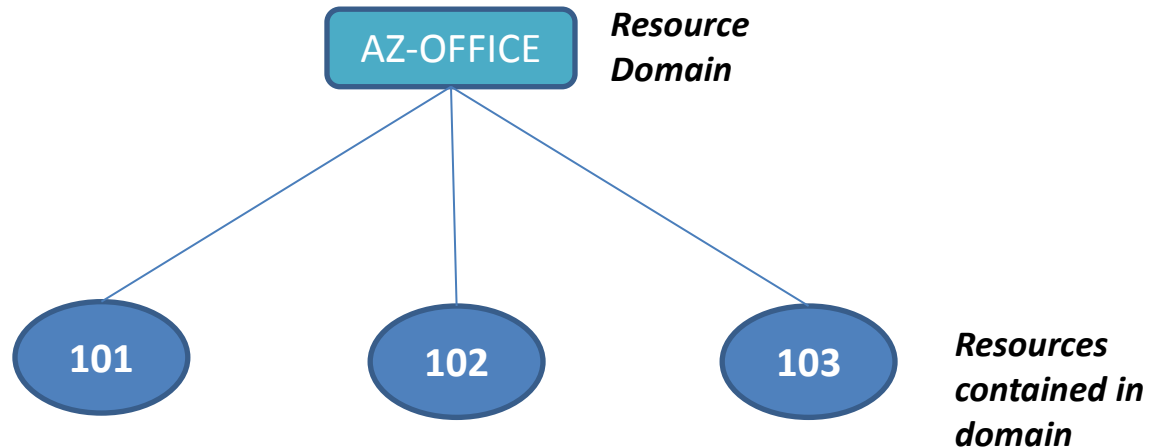 AZ-OFFICE
Resource
Domain
101
102
103
Resources
contained in
domain